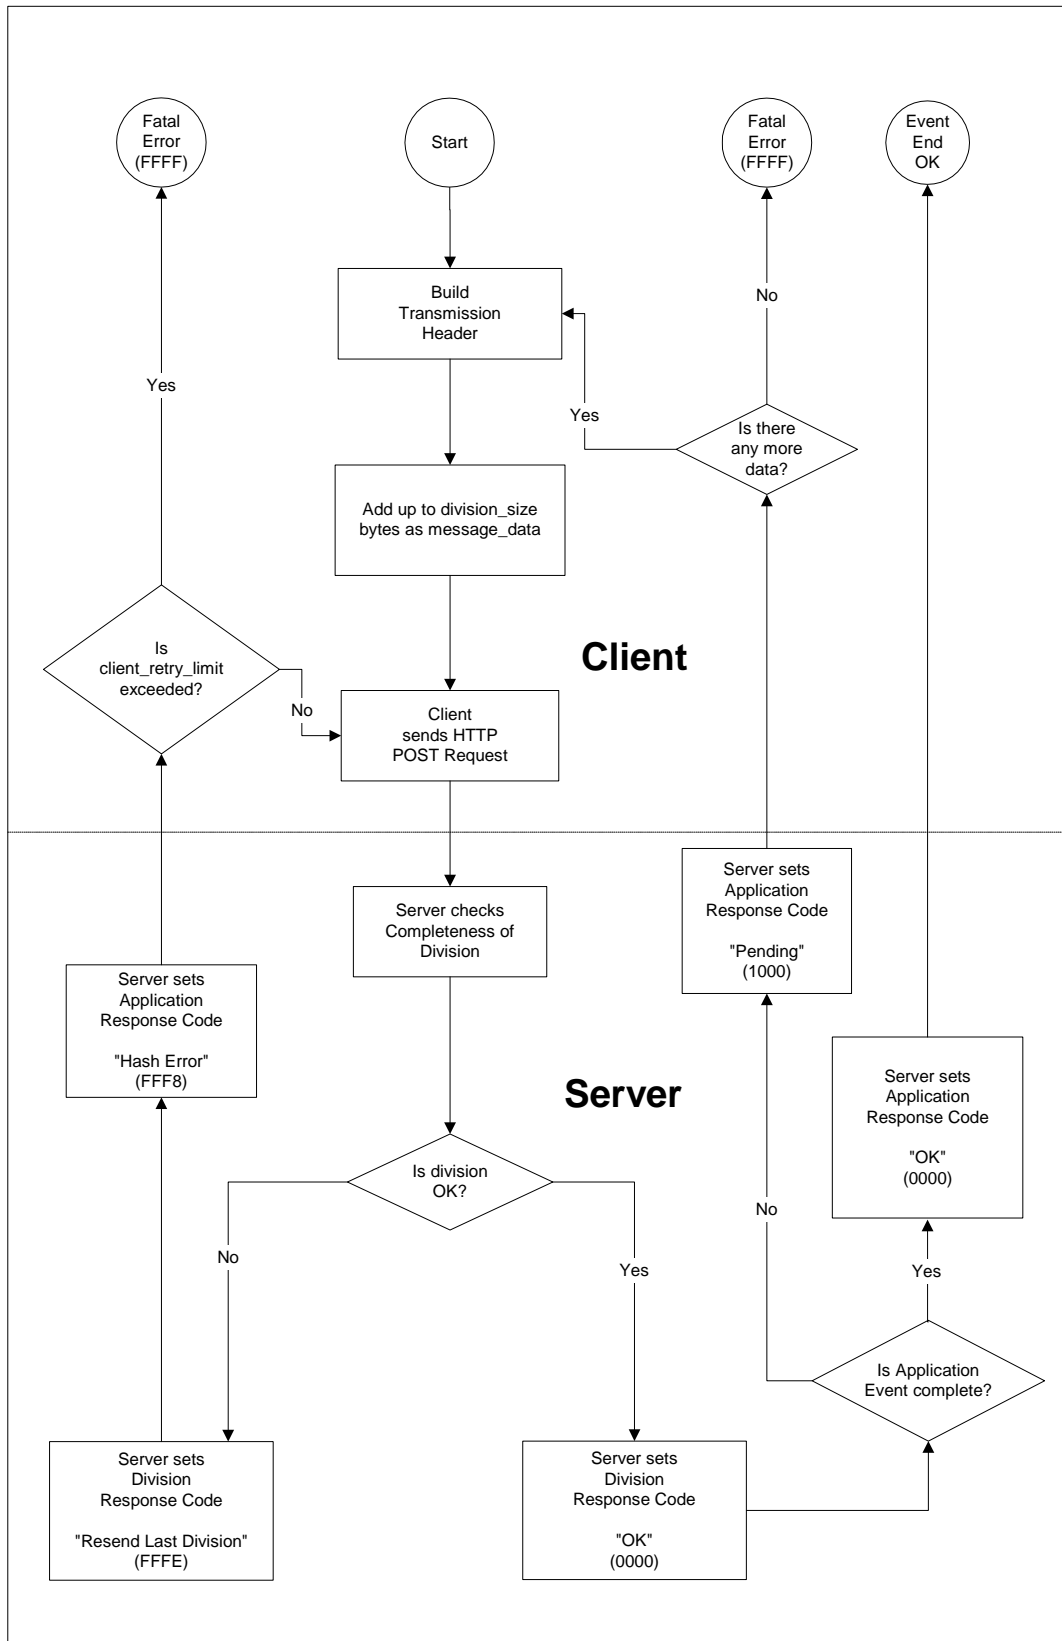 Fatal
Error
(FFFF)
Start
Fatal
Error
(FFFF)
Event
End
OK
Build
Transmission
Header
No
Yes
Yes
Is there
any more
data?
Add up to division_size
bytes as message_data
Is
client_retry_limit
exceeded?
Client
No
Client
sends HTTP
POST Request
Server sets
Application
Response Code
"Pending"
(1000)
Server checks
Completeness of
Division
Server sets
Application
Response Code
"Hash Error"
(FFF8)
Server sets
Application
Response Code
"OK"
(0000)
Server
Is division
OK?
No
No
Yes
Yes
Is Application
Event complete?
Server sets
Division
Response Code
"Resend Last Division"
(FFFE)
Server sets
Division
Response Code
"OK"
(0000)